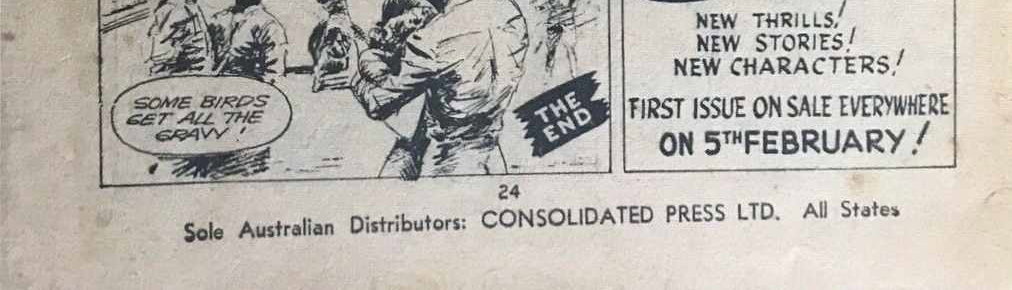 SOME BIRDS
GET ALL THE
GRAVY!
THE
END
NEW THRILLS!
NEW STORIES!
NEW CHARACTERS!
FIRST ISSUE ON SALE EVERYWHERE
ON 5TH FEBRUARY!
24
Sole Australian Distributors: CONSOLIDATED PRESS LTD. All States